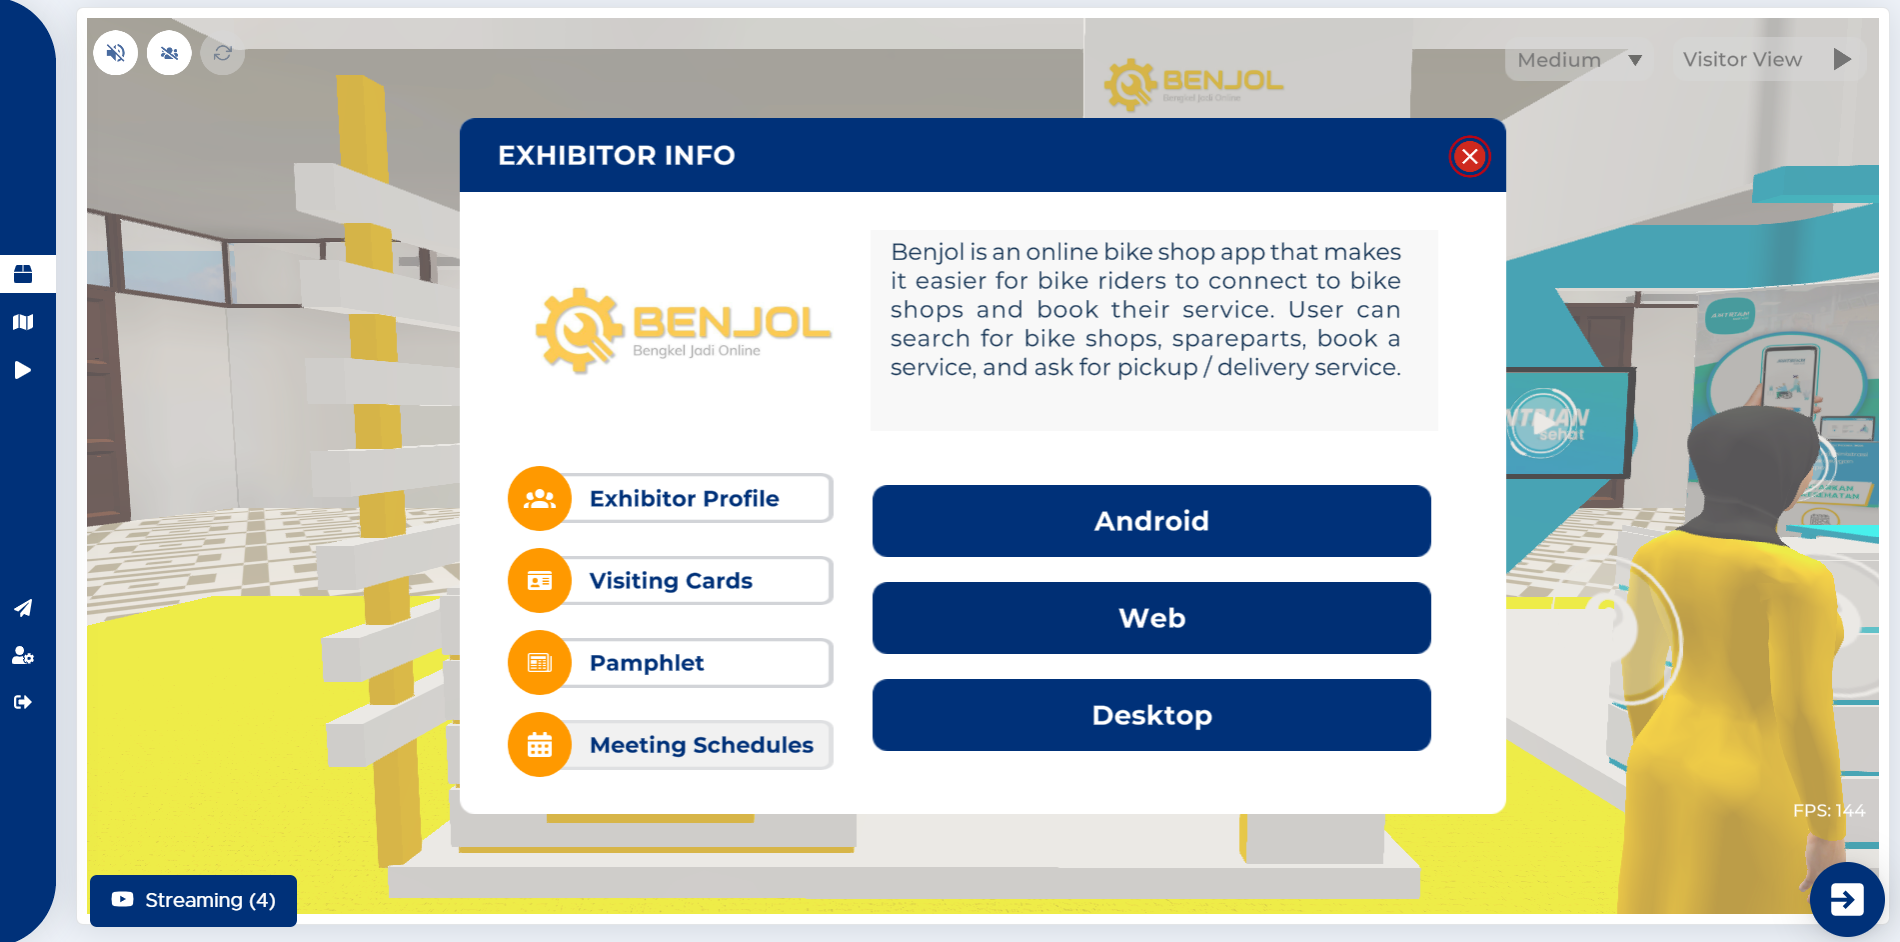 Medium
Visitor View
BENJOL
Bengkel Jadi Online
EXHIBITOR INFO
Benjol is an online bike shop app that makes
it easier for bike riders to connect to bike
shops and book their service. User can
search for bike shops, spareparts, book a
service, and ask for pickup / delivery service.
BENJOL
Bengkel Jadi Online
Exhibitor Profile
Visiting Cards
Pamphlet
Meeting Schedules
Android
Web
Desktop
sehat
FPS: 144
Streaming (4)